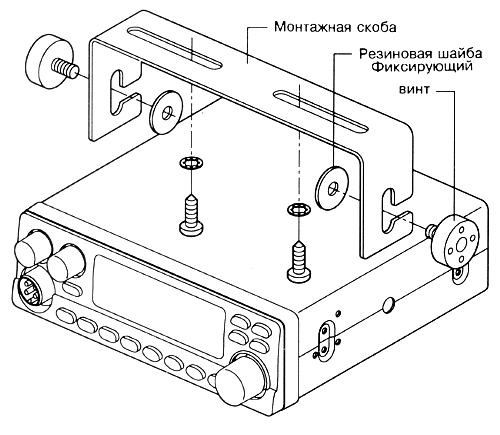 Монтажная скоба
Резиновая шайба
Фиксирующий
винт